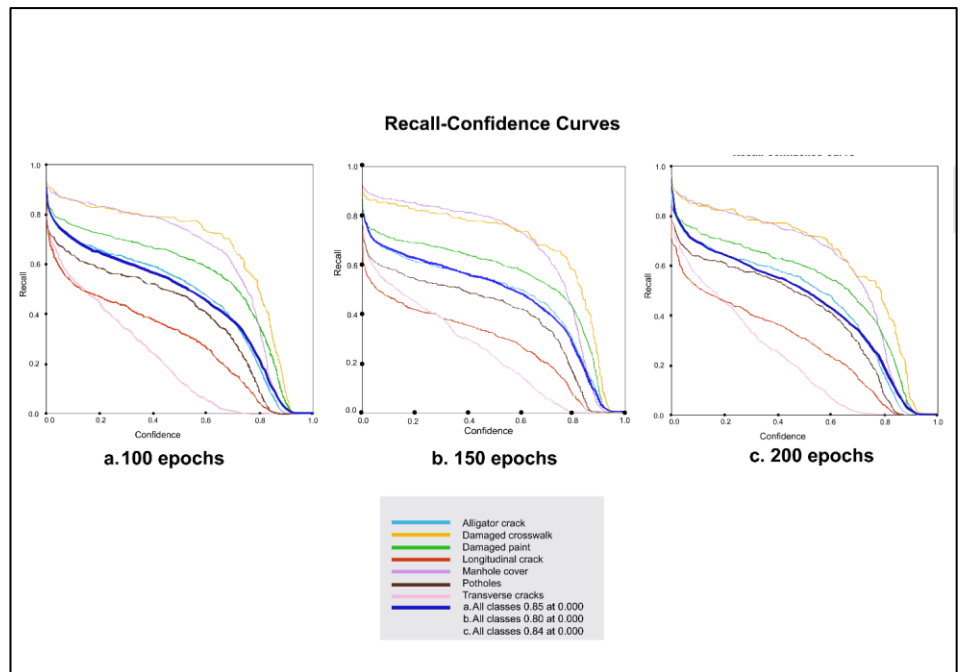 Recall-Confidence Curves
1.0
0.8
0.6
0.4
0.2
0.0
Recall
0.0 0.2 0.4 0.6 0.8 1.0
Confidence
a.100 epochs
1.0
0.8
0.6
0.4
0.2
0.0
Recall
0.0 0.2 0.4 0.6 0.8 1.0
Confidence
b. 150 epochs
1.0
0.8
0.6
0.4
0.2
0.0
Recall
0.0 0.2 0.4 0.6 0.8 1.0
Confidence
c. 200 epochs
Alligator crack
Damaged crosswalk
Damaged paint
Longitudinal crack
Manhole cover
Potholes
Transverse cracks
a.All classes 0.85 at 0.000
b.All classes 0.80 at 0.000
c.All classes 0.84 at 0.000